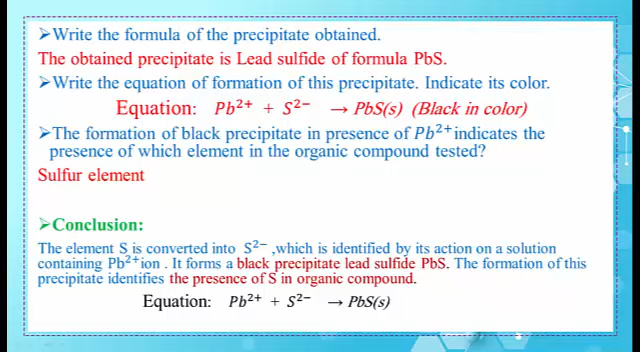 ➢Write the formula of the precipitate obtained.
The obtained precipitate is Lead sulfide of formula PbS.
➢Write the equation of formation of this precipitate. Indicate its color.
Equation: Pb²⁺ + S²⁻ → PbS(s) (Black in color)
➢The formation of black precipitate in presence of Pb²⁺indicates the
presence of which element in the organic compound tested?
Sulfur element
➢Conclusion:
The element S is converted into S²⁻ ,which is identified by its action on a solution
containing Pb²⁺ion . It forms a black precipitate lead sulfide PbS. The formation of this
precipitate identifies the presence of S in organic compound.
Equation: Pb²⁺ + S²⁻ → PbS(s)